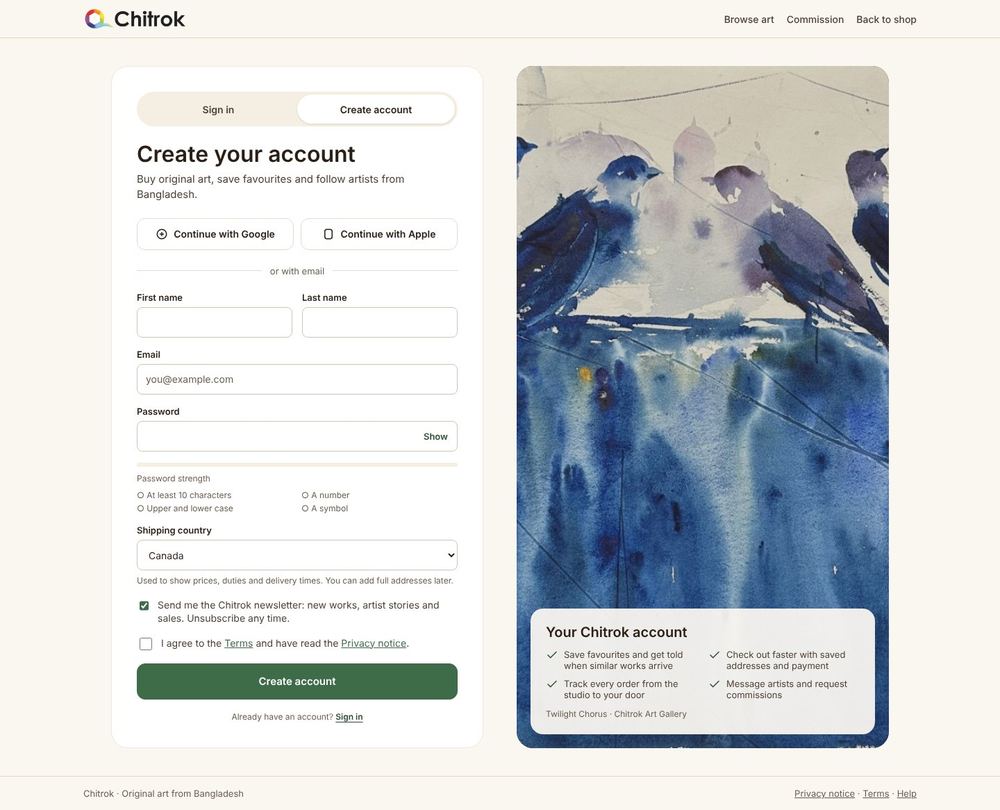 Chitrok
Browse art
Commission
Back to shop
Sign in
Create account
Create your account
Buy original art, save favourites and follow artists from
Bangladesh.
Continue with Google
Continue with Apple
or with email
First name
Last name
Email
you@example.com
Password
Show
Password strength
At least 10 characters
A number
Upper and lower case
A symbol
Shipping country
Canada
Used to show prices, duties and delivery times. You can add full addresses later.
Send me the Chitrok newsletter: new works, artist stories and
sales. Unsubscribe any time.
I agree to the Terms and have read the Privacy notice.
Create account
Already have an account? Sign in
Your Chitrok account
Save favourites and get told
when similar works arrive
Check out faster with saved
addresses and payment
Track every order from the
studio to your door
Message artists and request
commissions
Twilight Chorus · Chitrok Art Gallery
Chitrok · Original art from Bangladesh
Privacy notice · Terms · Help